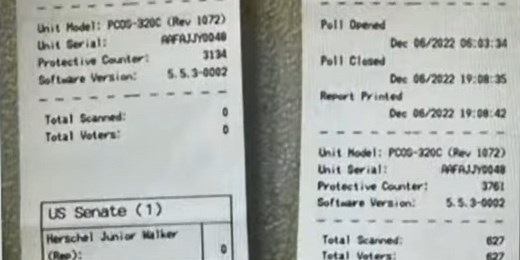 Unit Model: PCOS-320C (Rev 1072)
Unit Serial: AAFAJJY0048
Protective Counter: 3134
Software Version: 5.5.3-0002
Total Scanned: 0
Total Voters: 0
US Senate (1)
Herschel Junior Walker
(Rep): 0
Poll Opened
Dec 06/2022 06:03:34
Poll Closed
Dec 06/2022 19:08:35
Report Printed
Dec 06/2022 19:08:42
Unit Model: PCOS-320C (Rev 1072)
Unit Serial: AAFAJJY0048
Protective Counter: 3761
Software Version: 5.5.3-0002
Total Scanned: 627
Total Voters: 627